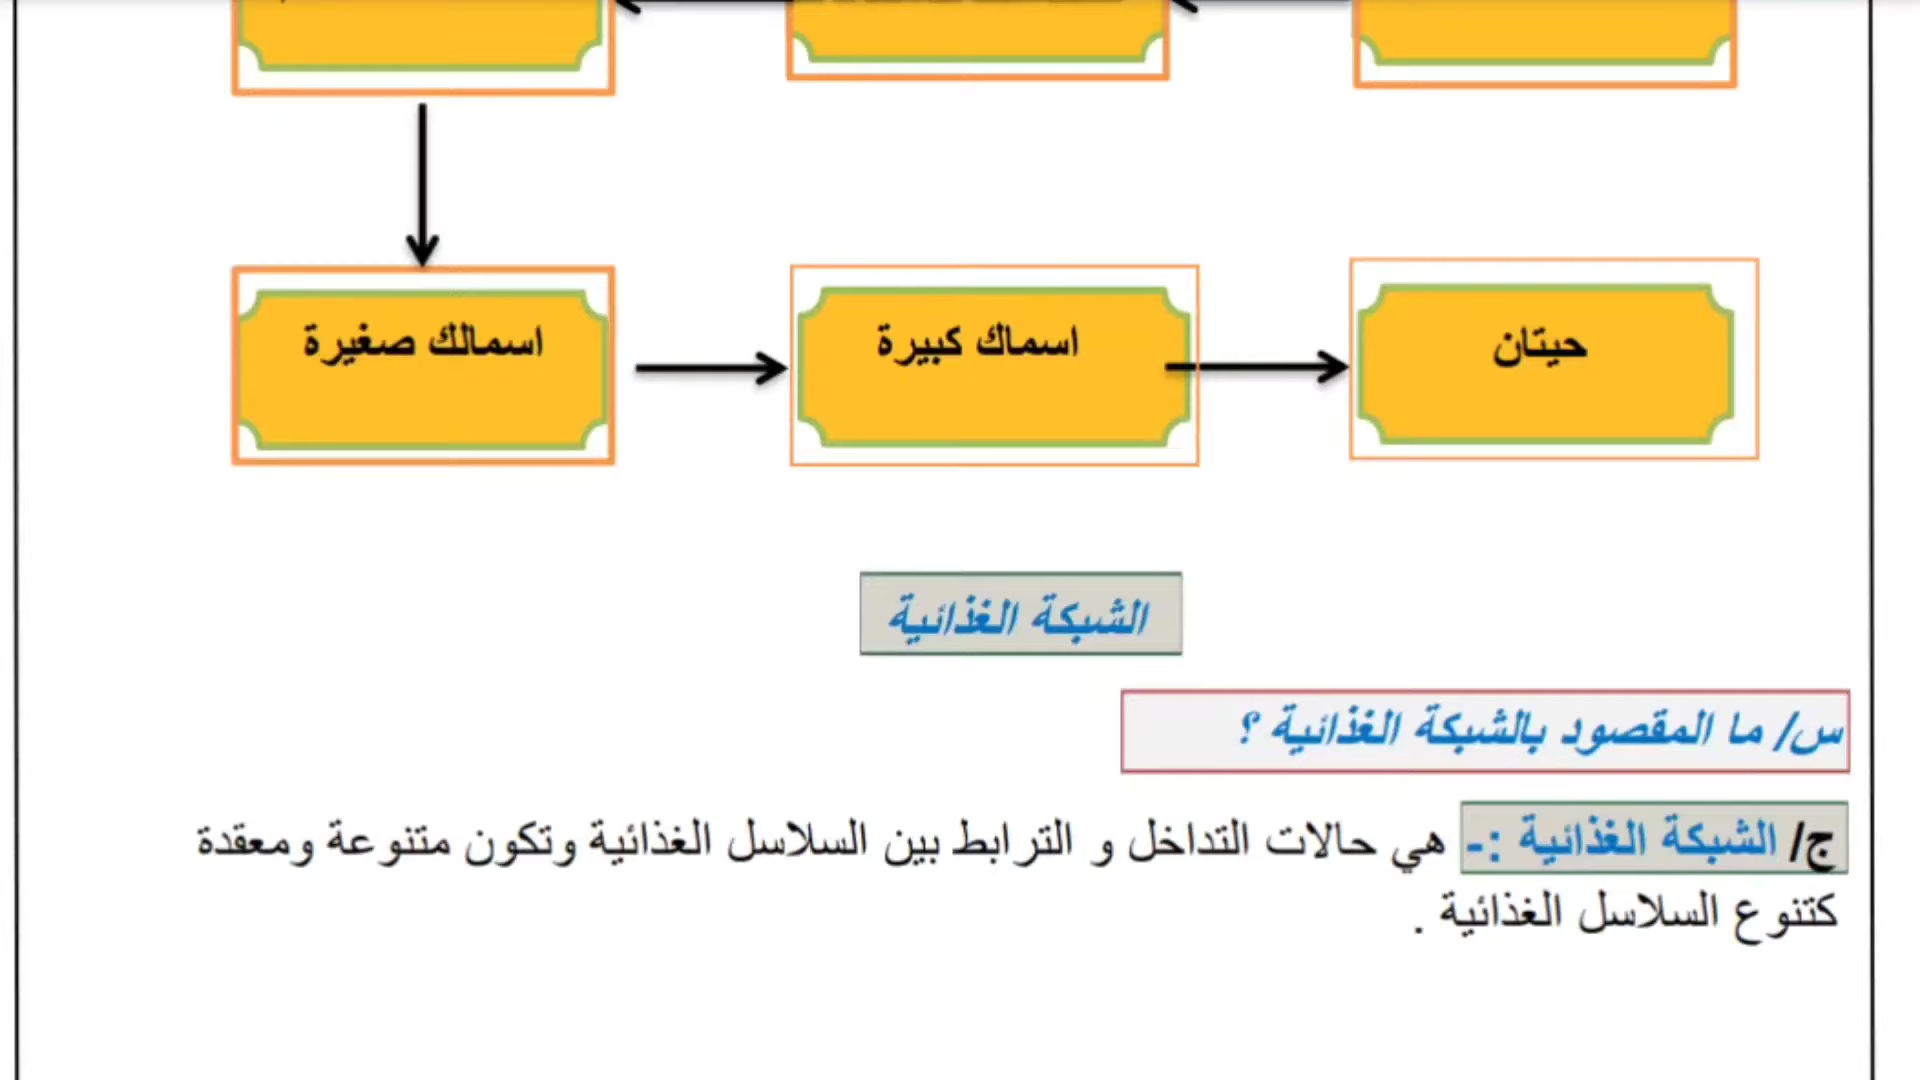 اسمالك صغيرة
اسماك كبيرة
حيتان
الشبكة الغذائية
س/ ما المقصود بالشبكة الغذائية ؟
ج/ الشبكة الغذائية :- هي حالات التداخل و الترابط بين السلاسل الغذائية وتكون متنوعة ومعقدة
كتنوع السلاسل الغذائية .